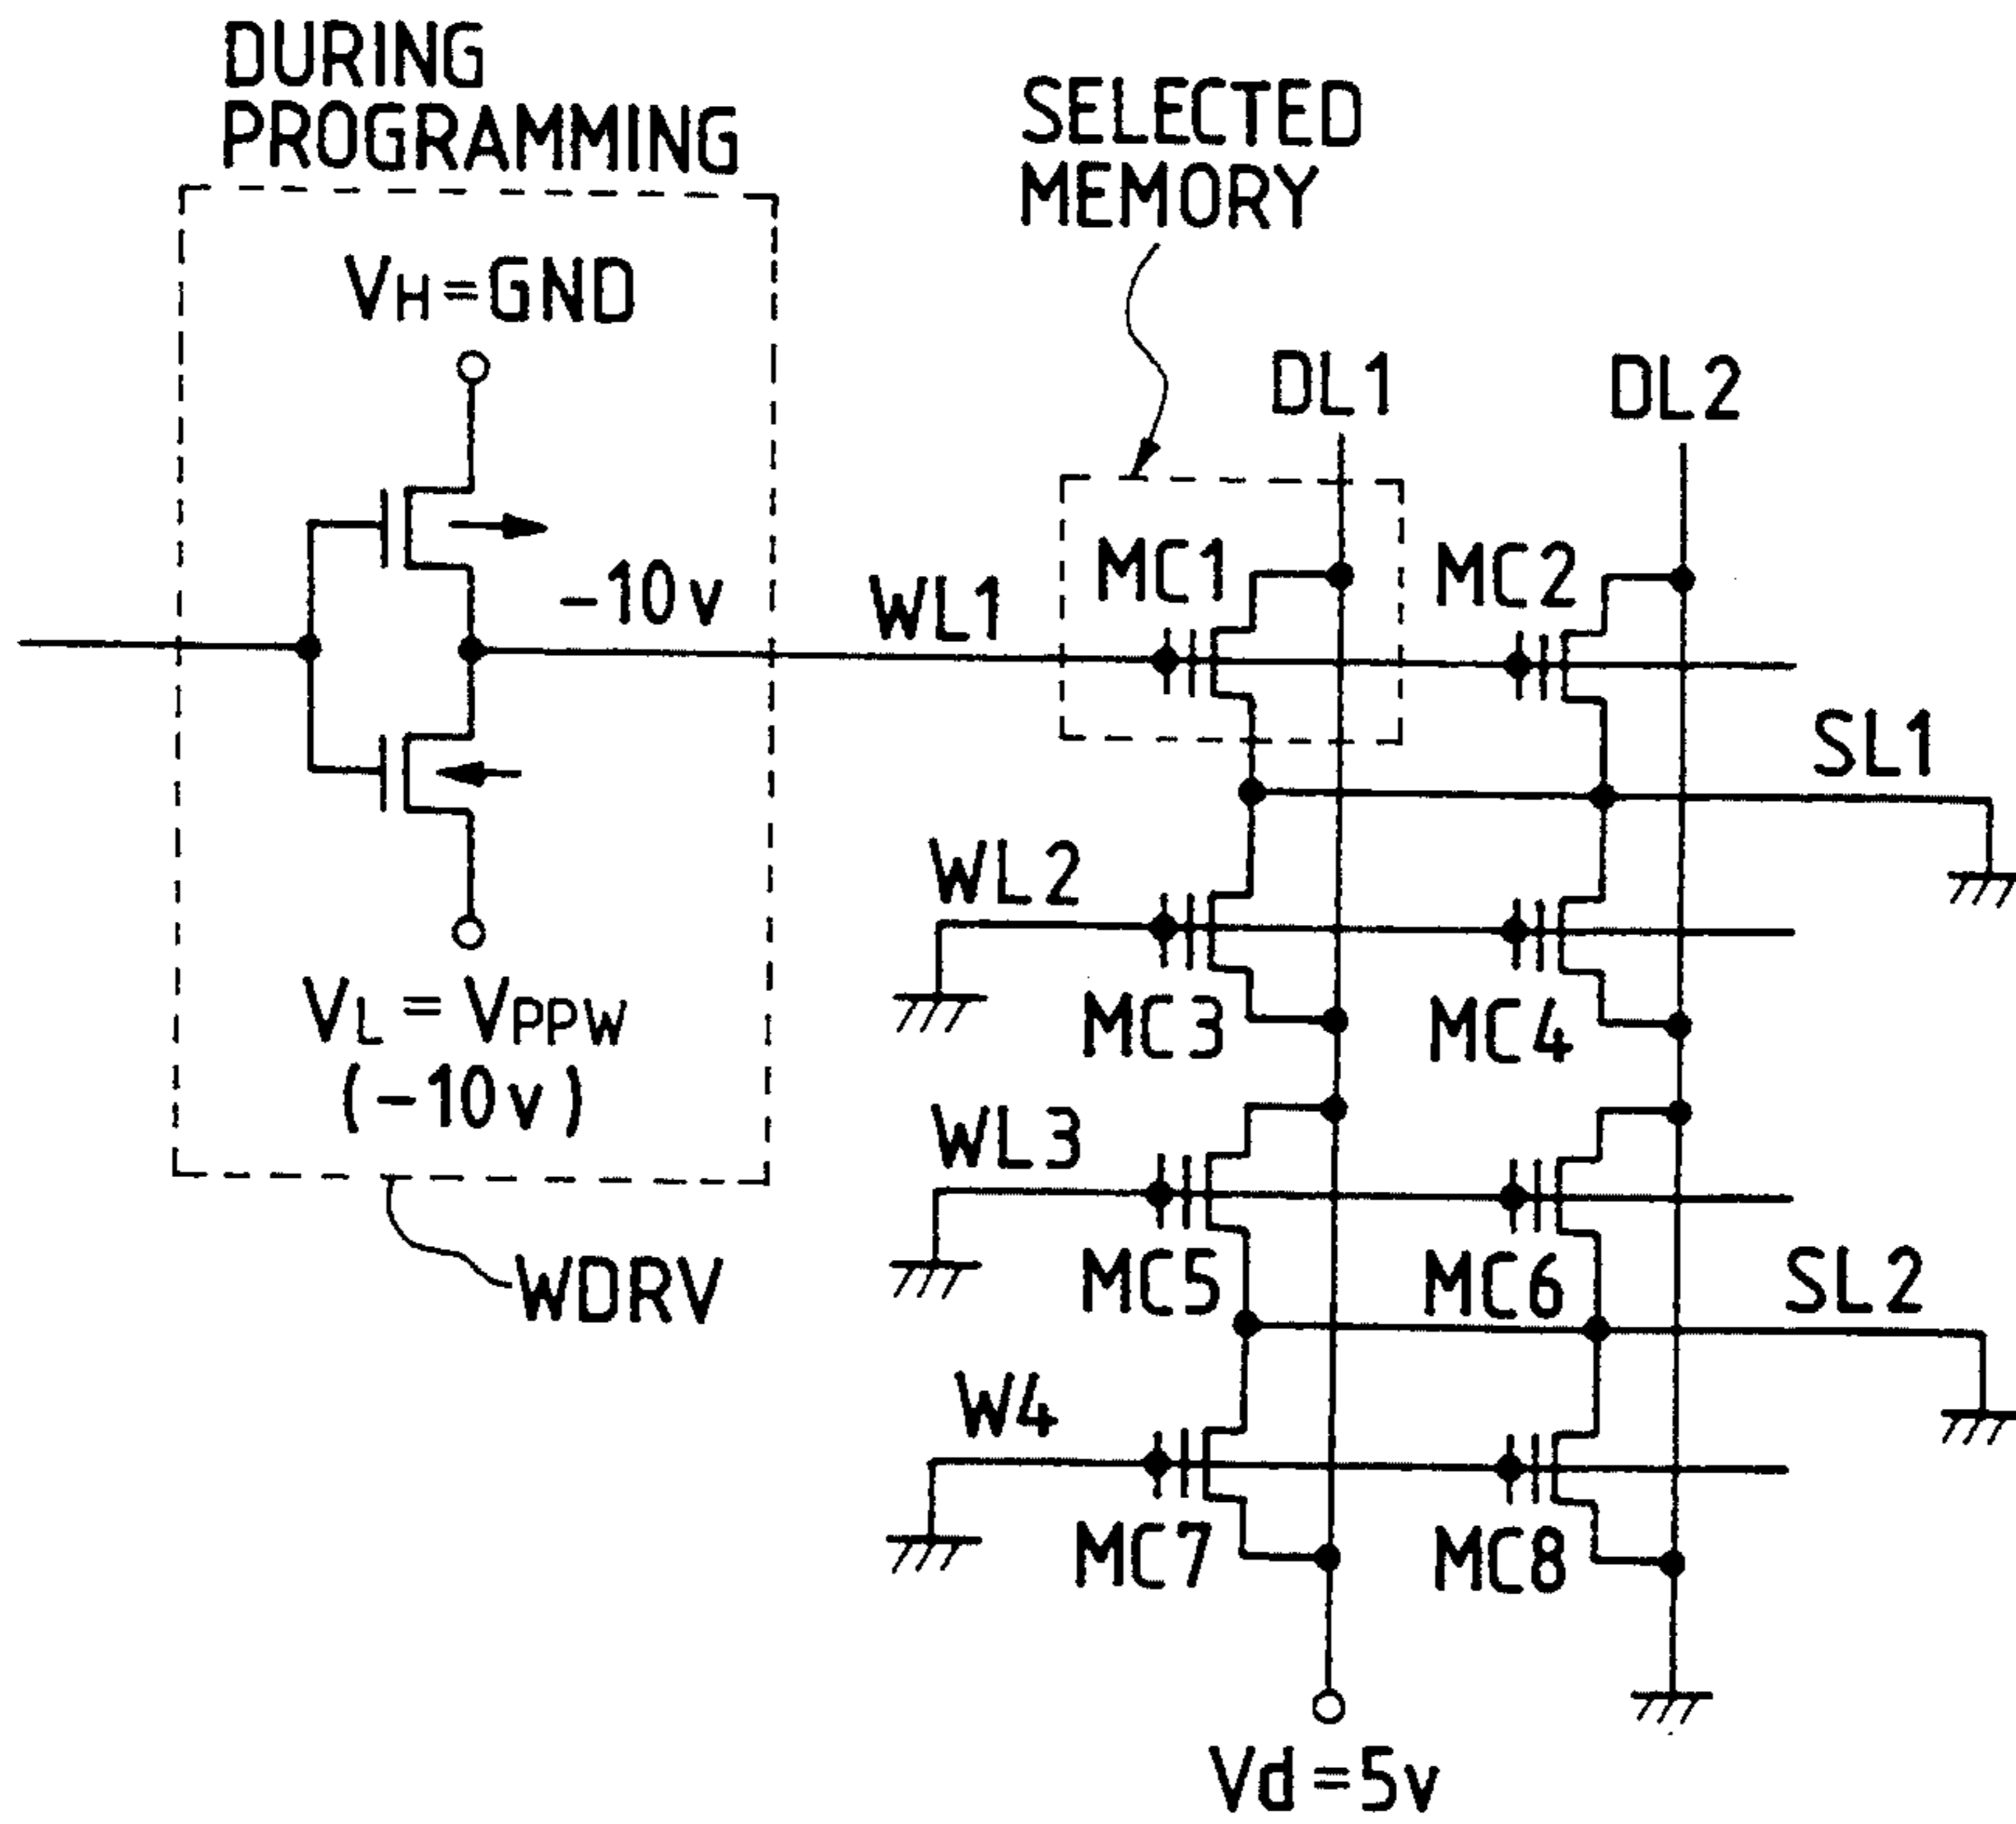 DURING
PROGRAMMING
SELECTED
MEMORY
VH=GND
DL1
DL2
MC1
MC2
-10v
WL1
SL1
WL2
MC3
MC4
VL = VPPW
(-10v)
WL3
MC5
MC6
SL2
WDRV
W4
MC7
MC8
Vd=5v